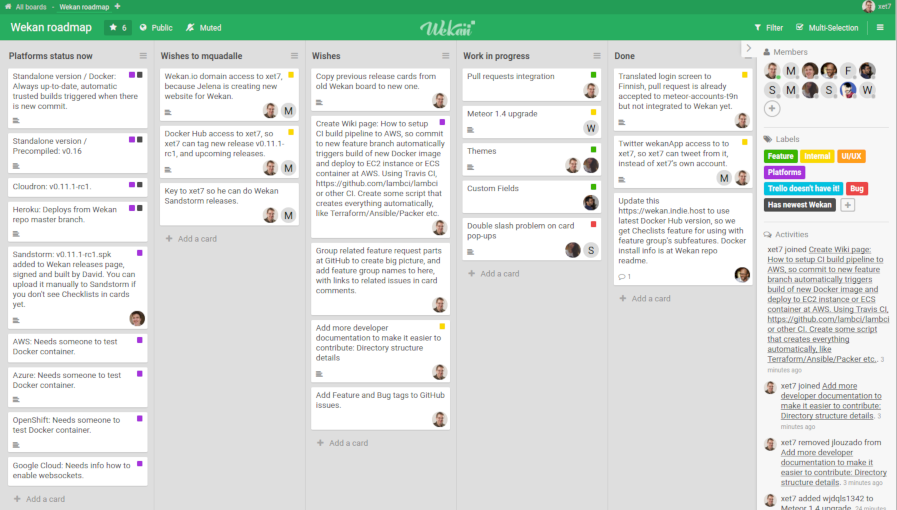 All boards - Wekan roadmap +
xet7
Wekan roadmap
6
Public
Muted
WeKan
Filter
Multi-Selection
Platforms status now
Standalone version / Docker:
Always up-to-date, automatic
trusted builds triggered when there
is new commit.
Standalone version /
Precompiled: v0.16
Cloudron: v0.11.1-rc1.
Heroku: Deploys from Wekan
repo master branch.
Sandstorm: v0.11.1-rc1.spk
added to Wekan releases page,
signed and built by David. You can
upload it manually to Sandstorm if
you don't see Checklists in cards
yet.
AWS: Needs someone to test
Docker container.
Azure: Needs someone to test
Docker container.
OpenShift: Needs someone to
test Docker container.
Google Cloud: Needs info how to
enable websockets.
+ Add a card
Wishes to mquadalle
Wekan.io domain access to xet7,
because Jelena is creating new
website for Wekan.
M
Docker Hub access to xet7, so
xet7 can tag new release v0.11.1-
rc1, and upcoming releases.
M
Key to xet7 so he can do Wekan
Sandstorm releases.
M
+ Add a card
Wishes
Copy previous release cards from
old Wekan board to new one.
Create Wiki page: How to setup
CI build pipeline to AWS, so commit
to new feature branch automatically
triggers build of new Docker image
and deploy to EC2 instance or ECS
container at AWS. Using Travis CI,
https://github.com/lambci/lambci
or other CI. Create some script that
creates everything automatically,
like Terraform/Ansible/Packer etc.
Group related feature request parts
at GitHub to create big picture, and
add feature group names to here,
with links to related issues in card
comments.
Add more developer
documentation to make it easier to
contribute: Directory structure
details
Add Feature and Bug tags to GitHub
issues.
+ Add a card
Work in progress
Pull requests integration
Meteor 1.4 upgrade
W
Themes
Custom Fields
Double slash problem on card
pop-ups
S
+ Add a card
Done
Translated login screen to
Finnish, pull request is already
accepted to meteor-accounts-t9n
but not integrated to Wekan yet.
Twitter wekanApp access to to
xet7, so xet7 can tweet from it,
instead of xet7's own account.
M
Update this
https://wekan.indie.host to use
latest Docker Hub version, so we
get Checlists feature for using with
feature group's subfeatures. Docker
install info is at Wekan repo
readme.
1
+ Add a card
Members
M F
S M S W
+
Labels
Feature Internal UI/UX
Platforms
Trello doesn't have it! Bug
Has newest Wekan +
Activities
xet7 joined Create Wiki page:
How to setup CI build pipeline to
AWS, so commit to new feature
branch automatically triggers
build of new Docker image and
deploy to EC2 instance or ECS
container at AWS. Using Travis CI,
https://github.com/lambci/lambci
or other CI. Create some script
that creates everything
automatically, like
Terraform/Ansible/Packer etc.. 3
minutes ago
xet7 joined Add more
developer documentation to
make it easier to contribute:
Directory structure details. 3
minutes ago
xet7 removed jlouzado from
Add more developer
documentation to make it
easier to contribute: Directory
structure details. 3 minutes ago
xet7 added wjdqls1342 to
Meteor 1.4 upgrade. 24 minutes